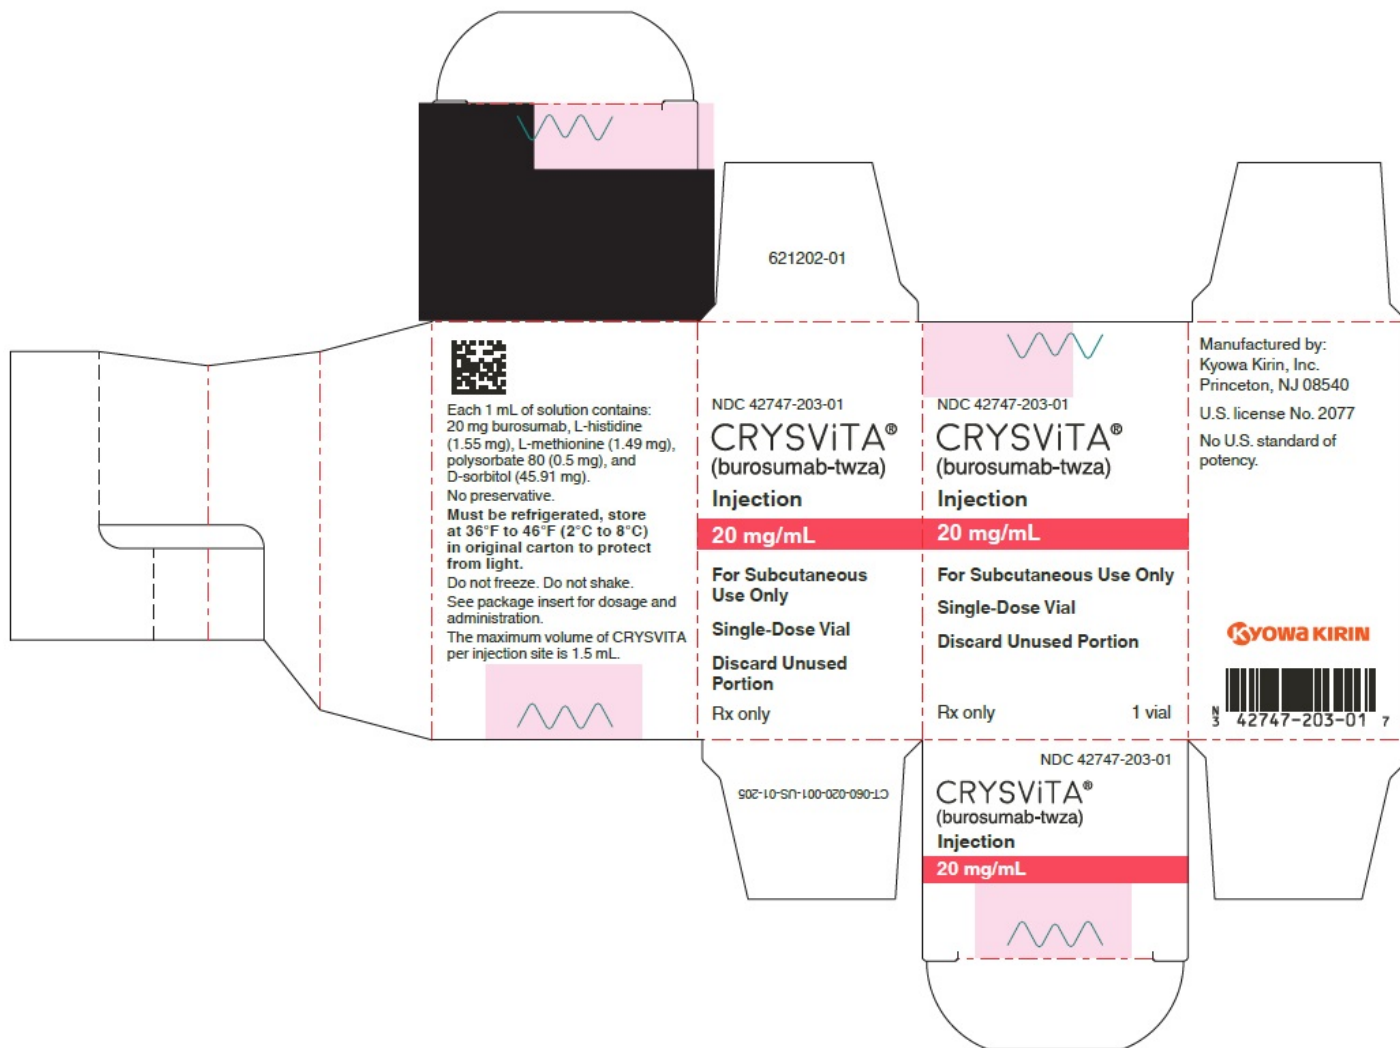 621202-01
Each 1 mL of solution contains:
20 mg burosumab, L-histidine
(1.55 mg), L-methionine (1.49 mg),
polysorbate 80 (0.5 mg), and
D-sorbitol (45.91 mg).
No preservative.
Must be refrigerated, store
at 36°F to 46°F (2°C to 8°C)
in original carton to protect
from light.
Do not freeze. Do not shake.
See package insert for dosage and
administration.
The maximum volume of CRYSVITA
per injection site is 1.5 mL.
NDC 42747-203-01
CRYSViTA®
(burosumab-twza)
Injection
20 mg/mL
For Subcutaneous
Use Only
Single-Dose Vial
Discard Unused
Portion
Rx only
NDC 42747-203-01
CRYSViTA®
(burosumab-twza)
Injection
20 mg/mL
For Subcutaneous Use Only
Single-Dose Vial
Discard Unused Portion
Rx only 1 vial
Manufactured by:
Kyowa Kirin, Inc.
Princeton, NJ 08540
U.S. license No. 2077
No U.S. standard of
potency.
KYOWA KIRIN
N
3 42747-203-01 7
CT-060-020-001-US-01-205
NDC 42747-203-01
CRYSViTA®
(burosumab-twza)
Injection
20 mg/mL